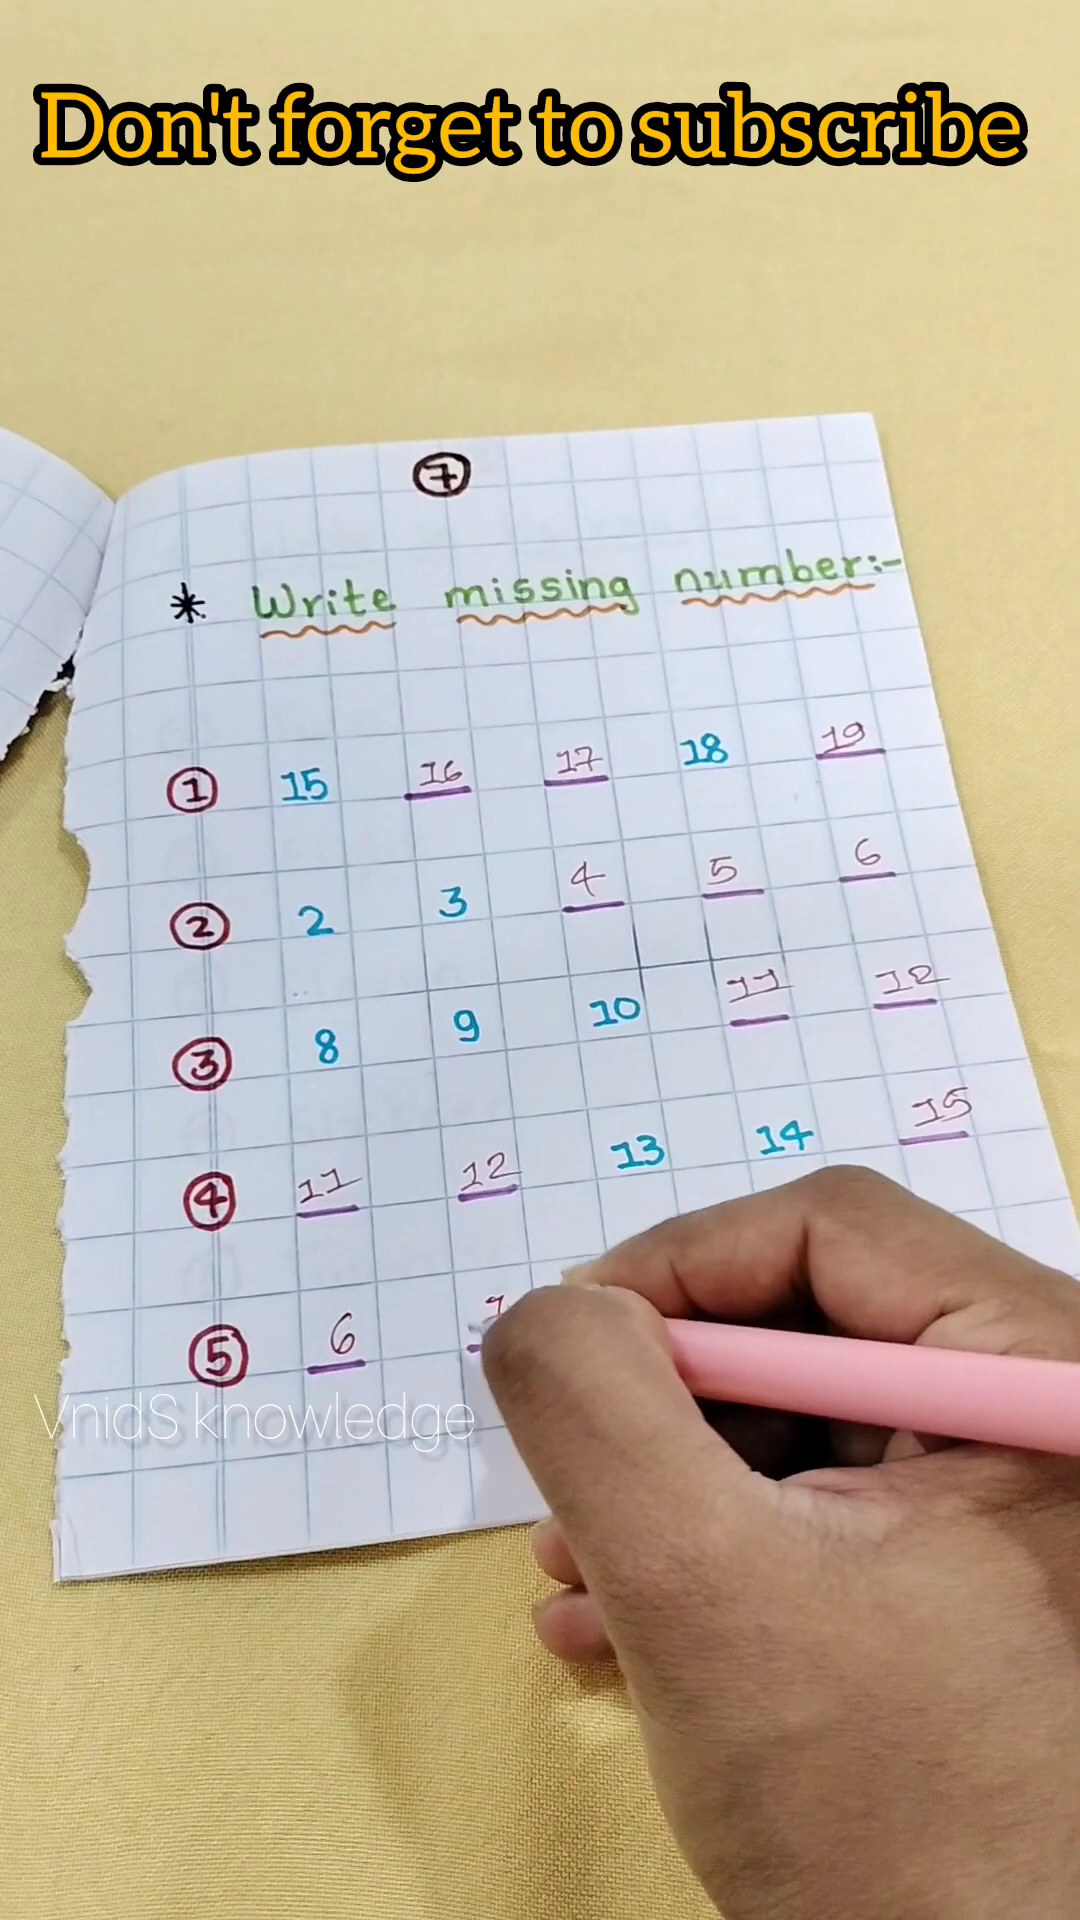 Don't forget to subscribe
7
* Write missing number:-
1 15 16 17 18 19
2 2 3 4 5 6
3 8 9 10 11 12
4 11 12 13 14 15
5 6
VnidS knowledge